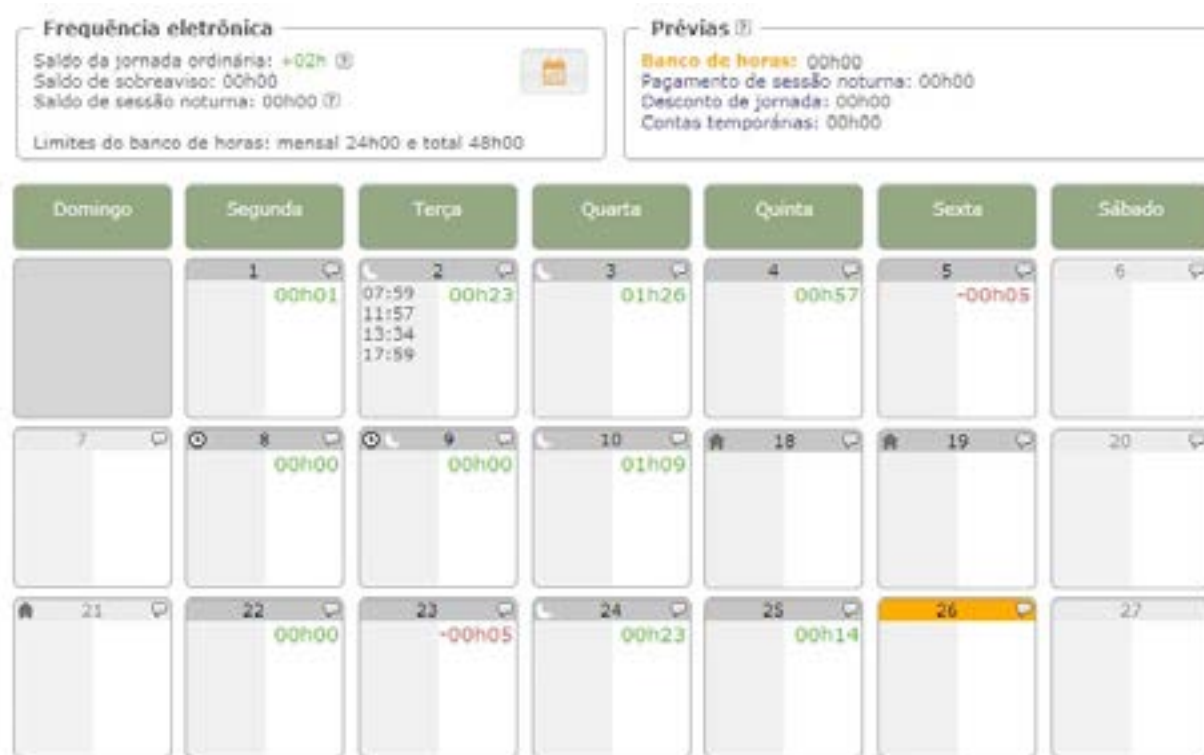 Frequência eletrônica
Saldo da jornada ordinária: +02h ?
Saldo de sobreaviso: 00h00
Saldo de sessão noturna: 00h00 ?
Limites do banco de horas: mensal 24h00 e total 48h00
Prévias ?
Banco de horas: 00h00
Pagamento de sessão noturna: 00h00
Desconto de jornada: 00h00
Contas temporárias: 00h00
Domingo Segunda Terça Quarta Quinta Sexta Sábado
1 2 3 4 5 6
00h01 07:59 00h23 01h26 00h57 -00h05
11:57
13:34
17:59
7 8 9 10 18 19 20
00h00 00h00 01h09
21 22 23 24 25 26 27
00h00 -00h05 00h23 00h14